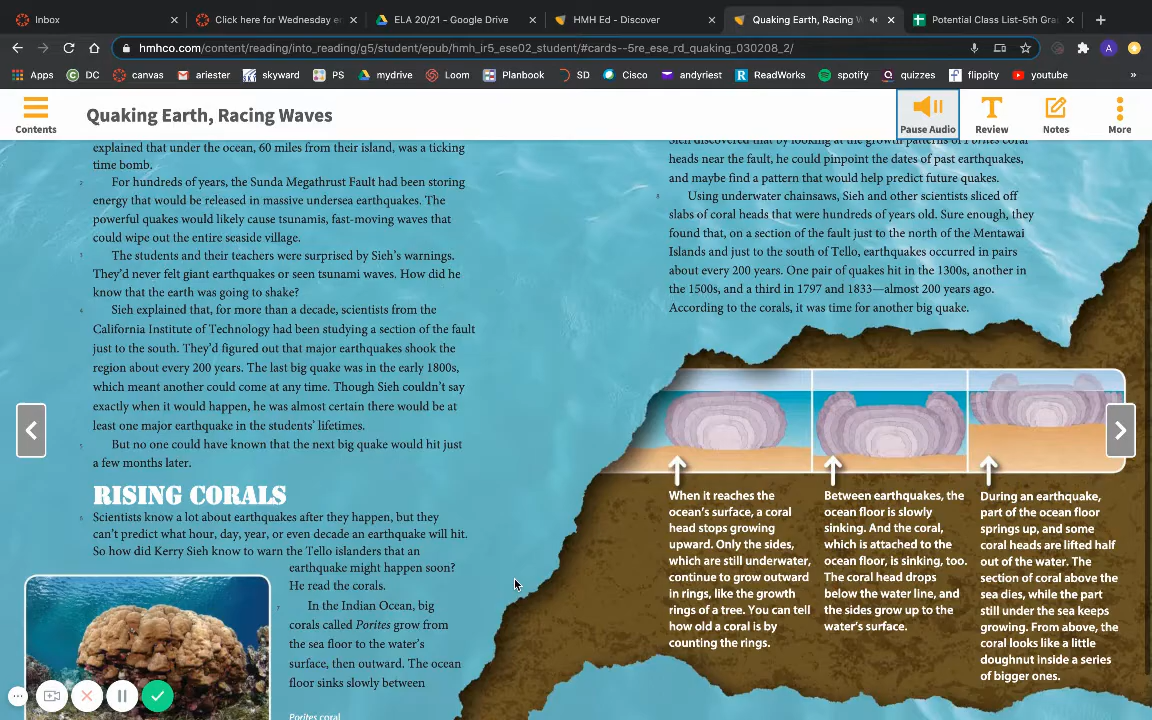 Inbox
Click here for Wednesday e
ELA 20/21 - Google Drive
HMH Ed - Discover
Quaking Earth, Racing W
Potential Class List-5th Gra
hmhco.com/content/reading/into_reading/g5/student/epub/hmh_ir5_ese02_student/#cards--5re_ese_rd_quaking_030208_2/
A
Apps
DC
canvas
ariester
skyward
PS
mydrive
Loom
Planbook
SD
Cisco
andyriest
ReadWorks
spotify
quizzes
flippity
youtube
»
Contents
Quaking Earth, Racing Waves
Pause Audio
Review
Notes
More
explained that under the ocean, 60 miles from their island, was a ticking
time bomb.
2 For hundreds of years, the Sunda Megathrust Fault had been storing
energy that would be released in massive undersea earthquakes. The
powerful quakes would likely cause tsunamis, fast-moving waves that
could wipe out the entire seaside village.
3 The students and their teachers were surprised by Sieh's warnings.
They'd never felt giant earthquakes or seen tsunami waves. How did he
know that the earth was going to shake?
4 Sieh explained that, for more than a decade, scientists from the
California Institute of Technology had been studying a section of the fault
just to the south. They'd figured out that major earthquakes shook the
region about every 200 years. The last big quake was in the early 1800s,
which meant another could come at any time. Though Sieh couldn't say
exactly when it would happen, he was almost certain there would be at
least one major earthquake in the students' lifetimes.
5 But no one could have known that the next big quake would hit just
a few months later.
RISING CORALS
6 Scientists know a lot about earthquakes after they happen, but they
can't predict what hour, day, year, or even decade an earthquake will hit.
So how did Kerry Sieh know to warn the Tello islanders that an
earthquake might happen soon?
He read the corals.
7 In the Indian Ocean, big
corals called Porites grow from
the sea floor to the water's
surface, then outward. The ocean
floor sinks slowly between
Porites coral
Sieh discovered that by looking at the growth patterns of Porites coral
heads near the fault, he could pinpoint the dates of past earthquakes,
and maybe find a pattern that would help predict future quakes.
8 Using underwater chainsaws, Sieh and other scientists sliced off
slabs of coral heads that were hundreds of years old. Sure enough, they
found that, on a section of the fault just to the north of the Mentawai
Islands and just to the south of Tello, earthquakes occurred in pairs
about every 200 years. One pair of quakes hit in the 1300s, another in
the 1500s, and a third in 1797 and 1833—almost 200 years ago.
According to the corals, it was time for another big quake.
When it reaches the
ocean's surface, a coral
head stops growing
upward. Only the sides,
which are still underwater,
continue to grow outward
in rings, like the growth
rings of a tree. You can tell
how old a coral is by
counting the rings.
Between earthquakes, the
ocean floor is slowly
sinking. And the coral,
which is attached to the
ocean floor, is sinking, too.
The coral head drops
below the water line, and
the sides grow up to the
water's surface.
During an earthquake,
part of the ocean floor
springs up, and some
coral heads are lifted half
out of the water. The
section of coral above the
sea dies, while the part
still under the sea keeps
growing. From above, the
coral looks like a little
doughnut inside a series
of bigger ones.